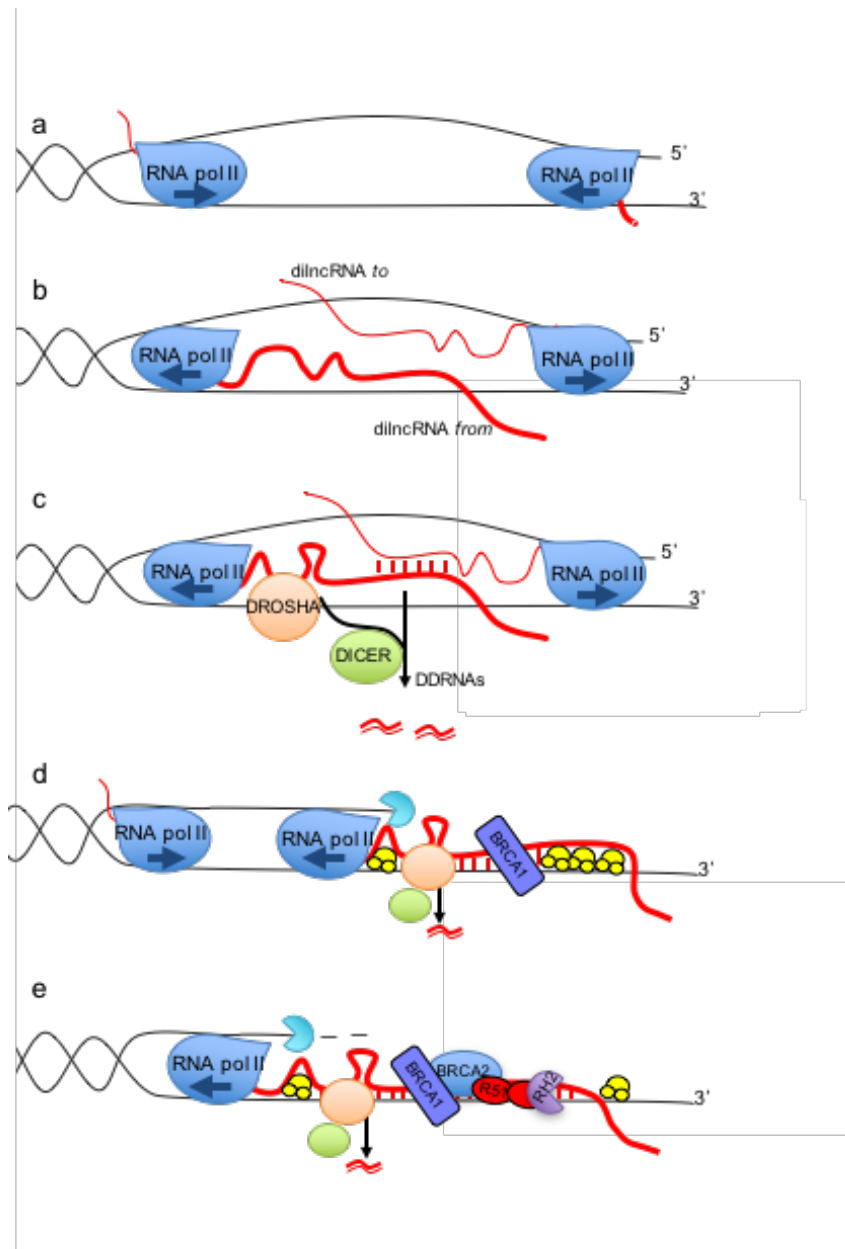 a
RNA pol II
RNA pol II
5'
3'
dilncRNA to
b
RNA pol II
RNA pol II
5'
3'
dilncRNA from
c
RNA pol II
RNA pol II
5'
3'
DROSHA
DICER
DDRNAs
d
RNA pol II
RNA pol II
BRCA1
3'
e
RNA pol II
BRCA1
BRCA2
R51
RH2
3'